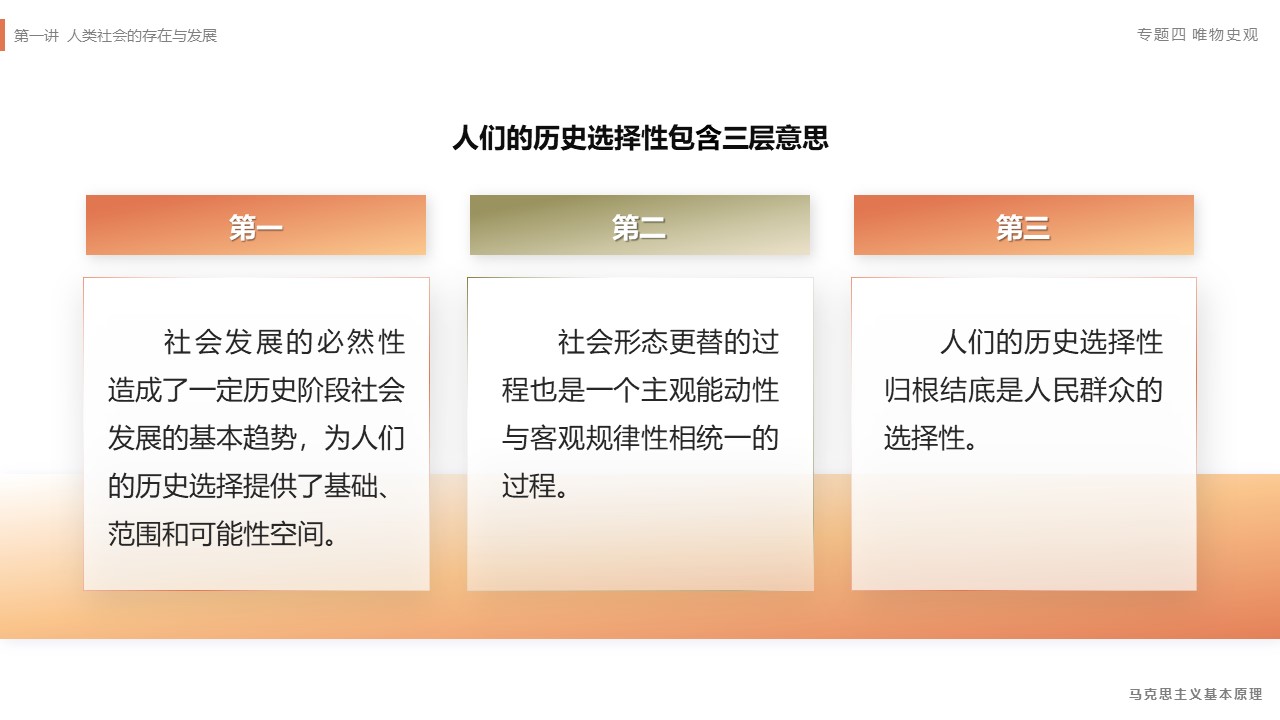 第一讲 人类社会的存在与发展
专题四 唯物史观
人们的历史选择性包含三层意思
第一
社会发展的必然性
造成了一定历史阶段社会
发展的基本趋势，为人们
的历史选择提供了基础、
范围和可能性空间。
第二
社会形态更替的过
程也是一个主观能动性
与客观规律性相统一的
过程。
第三
人们的历史选择性
归根结底是人民群众的
选择性。
马克思主义基本原理